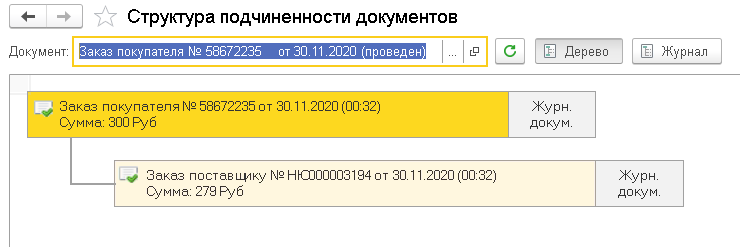 Структура подчиненности документов
Документ: Заказ покупателя № 58672235 от 30.11.2020 (проведен) ... Дерево Журнал
Заказ покупателя № 58672235 от 30.11.2020 (00:32)
Сумма: 300 Руб
Журн.
докум.
Заказ поставщику № НЮ000003194 от 30.11.2020 (00:32)
Сумма: 279 Руб
Журн.
докум.